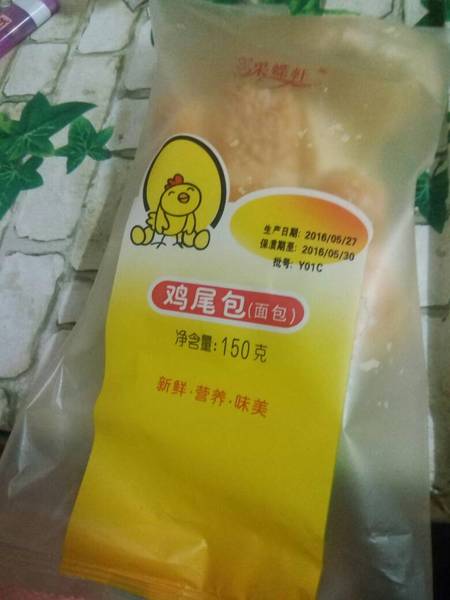 生产日期: 2016/05/27
保质期至: 2016/05/30
批号: Y01C
鸡尾包(面包)
净含量:150克
新鲜·营养·味美